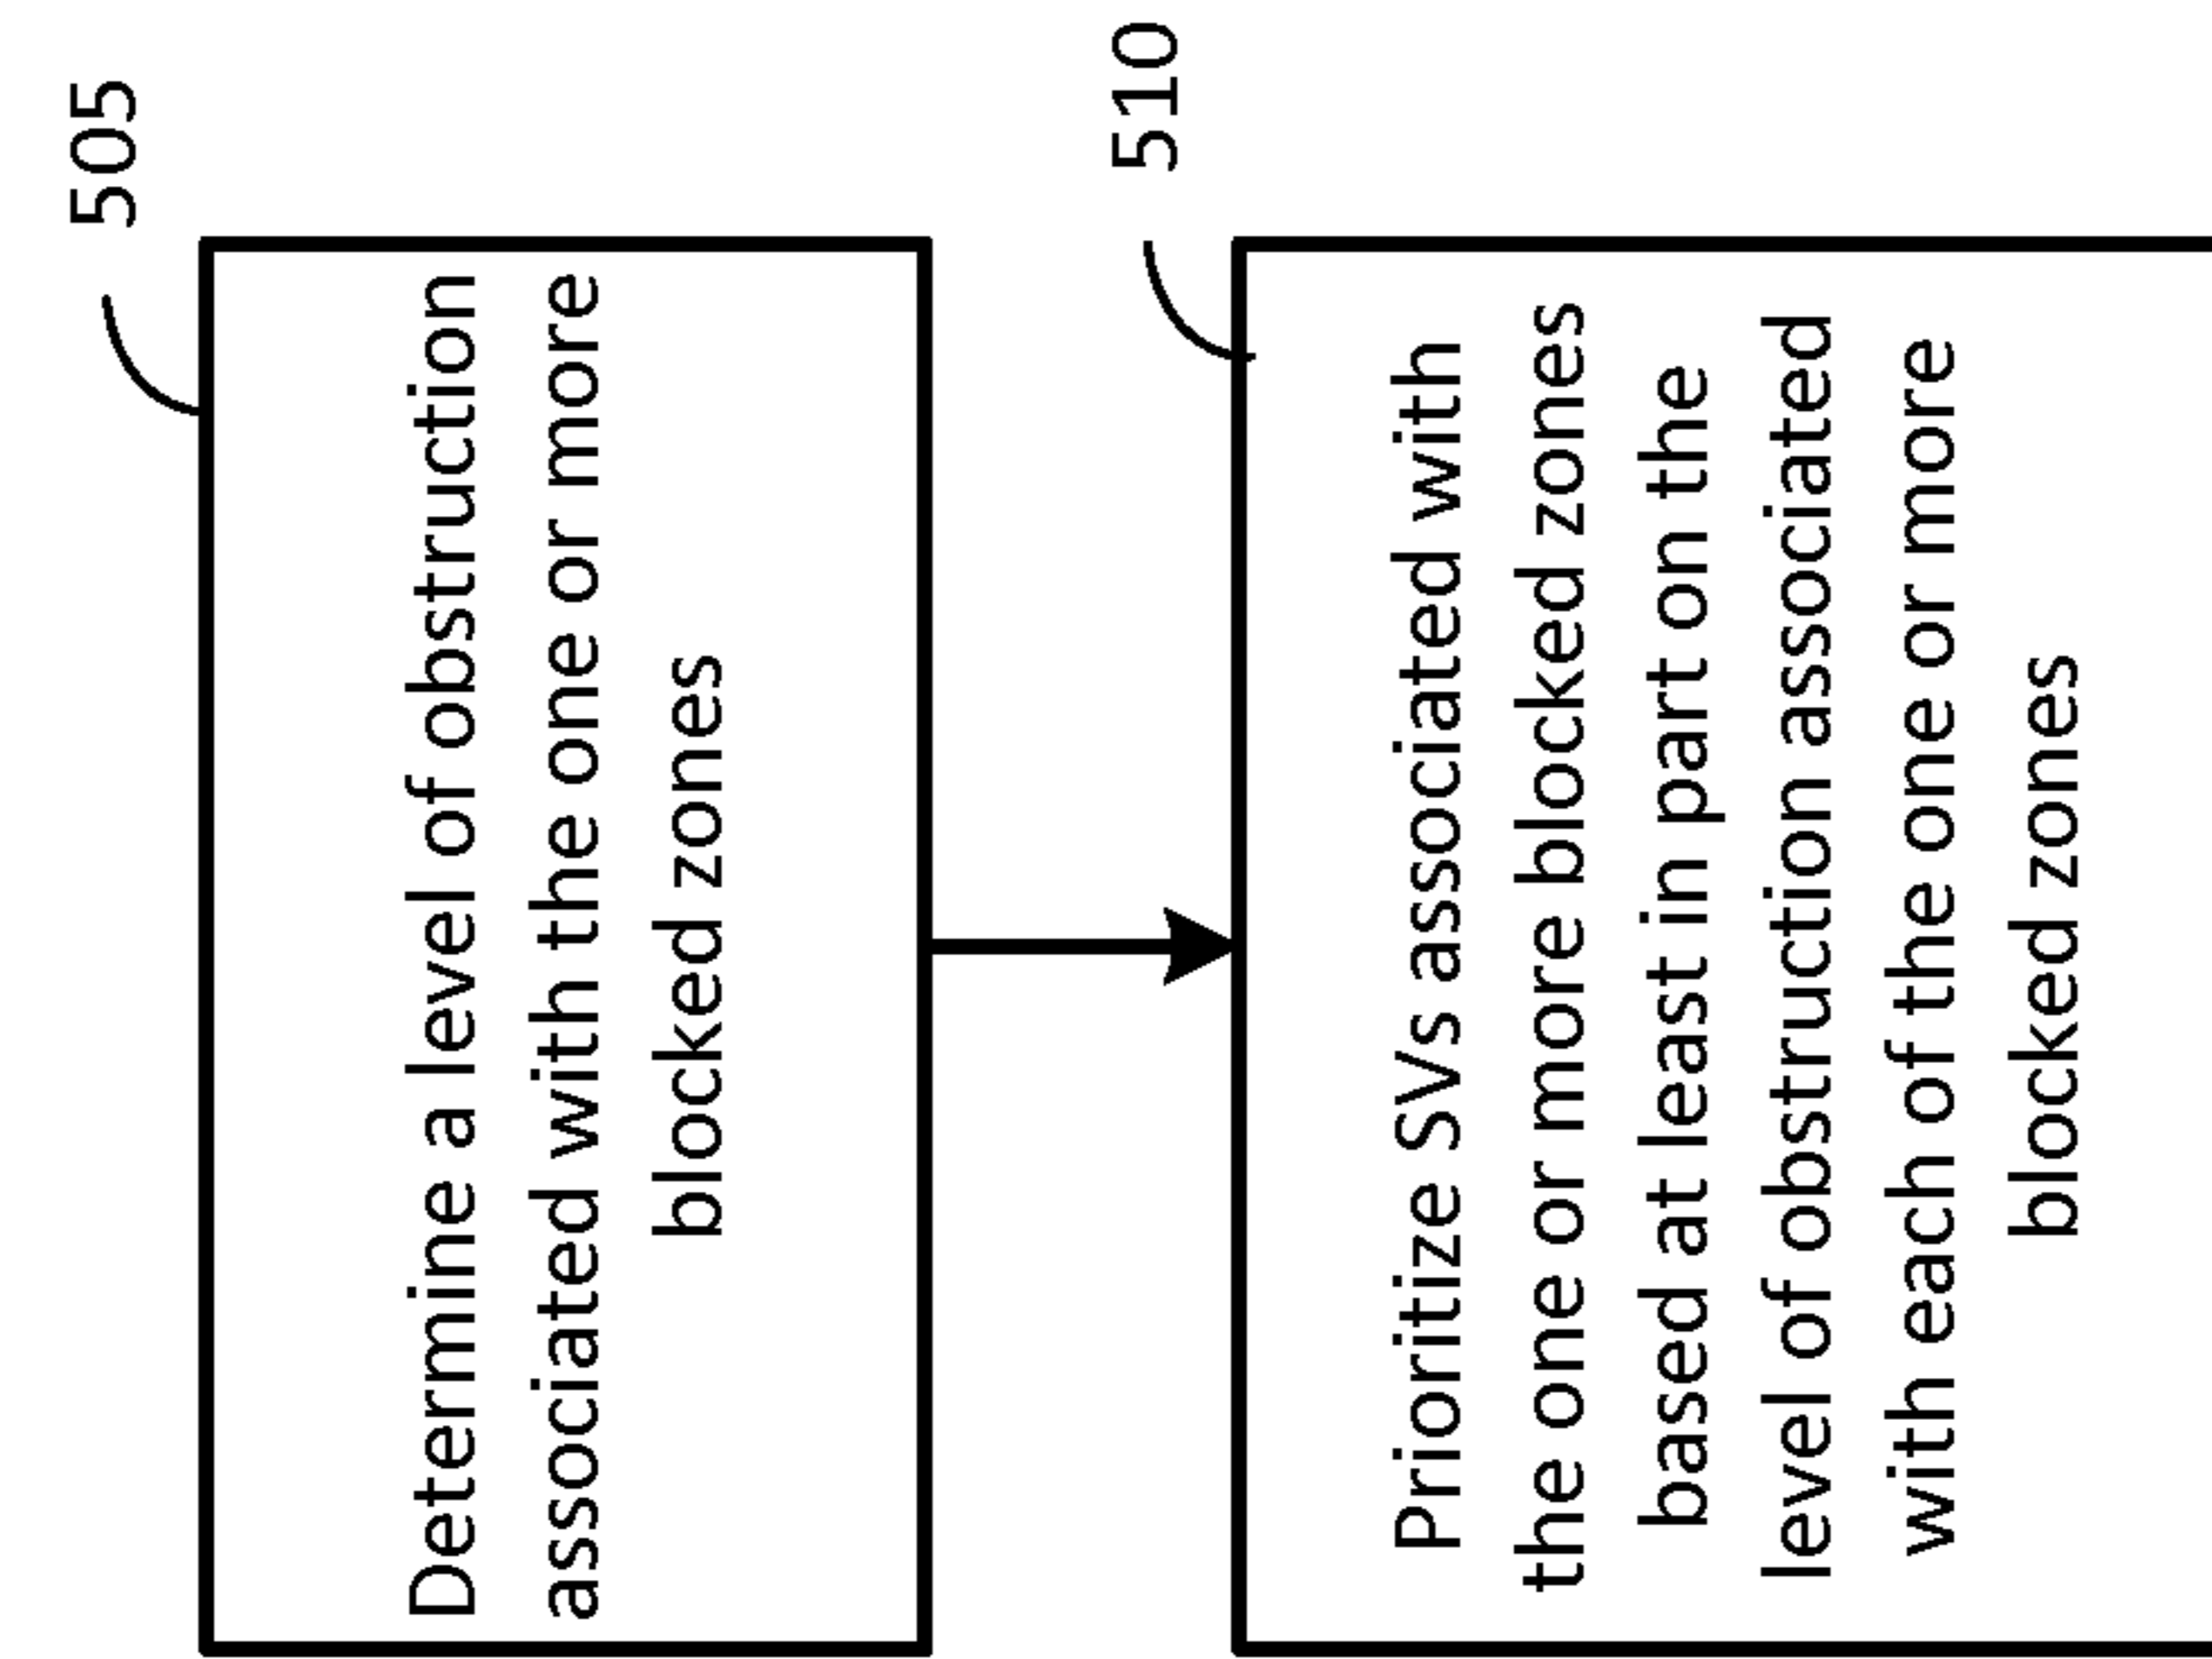 505
Determine a level of obstruction
associated with the one or more
blocked zones
510
Prioritize SVs associated with
the one or more blocked zones
based at least in part on the
level of obstruction associated
with each of the one or more
blocked zones